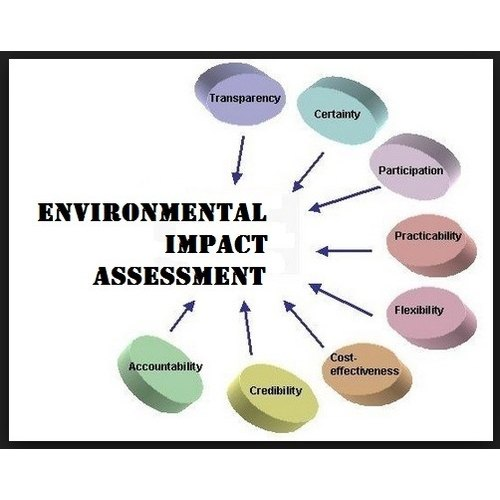 Transparency
Certainty
Participation
ENVIRONMENTAL
IMPACT
ASSESSMENT
Practicability
Flexibility
Cost-
effectiveness
Credibility
Accountability